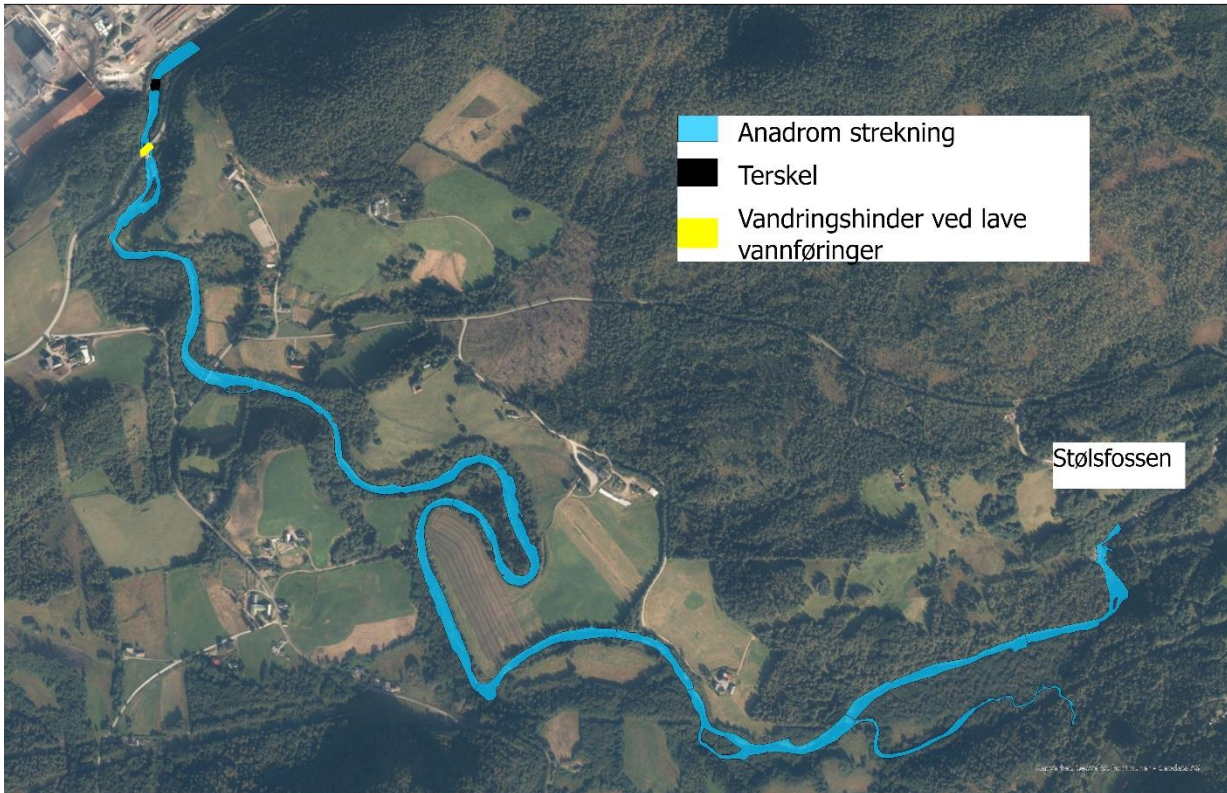 Anadrom strekning
Terskel
Vandringshinder ved lave
vannføringer
Stølsfossen